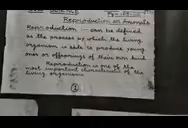 Science
Reproduction in Animals
Reproduction — can be defined
as the process by which the living
organism is able to produce young
ones or offsprings of their own kind
Reproduction is one of the
most important characteristic of the
living organisms